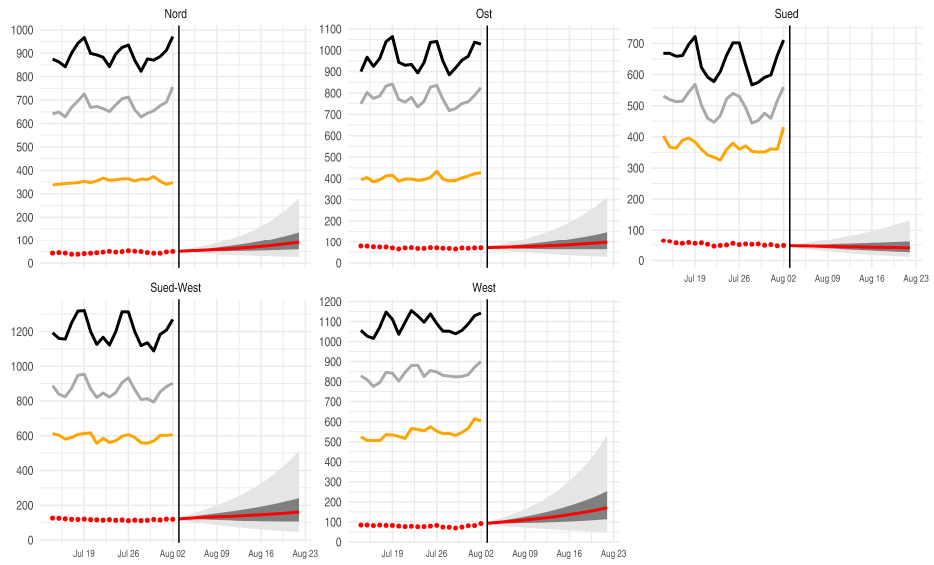 Nord
1000
900
800
700
600
500
400
300
200
100
0
Ost
1100
1000
900
800
700
600
500
400
300
200
100
0
Sued
700
600
500
400
300
200
100
0
Jul 19
Jul 26
Aug 02
Aug 09
Aug 16
Aug 23
Sued-West
1200
1000
800
600
400
200
0
Jul 19
Jul 26
Aug 02
Aug 09
Aug 16
Aug 23
West
1200
1100
1000
900
800
700
600
500
400
300
200
100
0
Jul 19
Jul 26
Aug 02
Aug 09
Aug 16
Aug 23